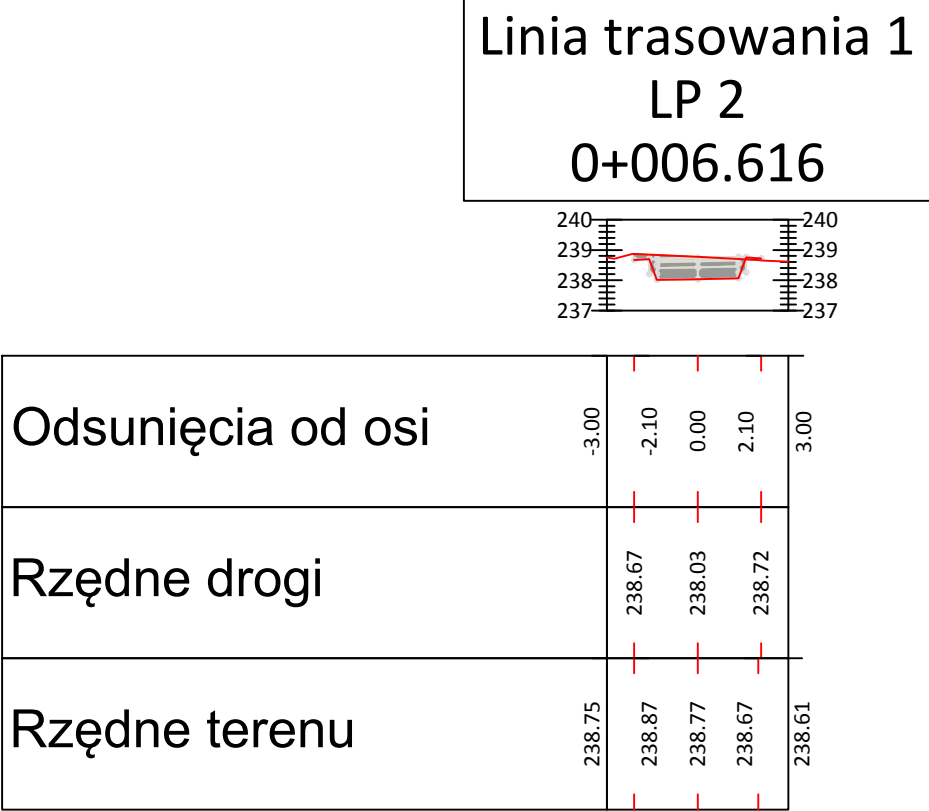 Linia trasowania 1
LP 2
0+006.616
240 240
239 239
238 238
237 237
Odsunięcia od osi -3.00 -2.10 0.00 2.10 3.00
Rzędne drogi 238.67 238.03 238.72
Rzędne terenu 238.75 238.87 238.77 238.67 238.61